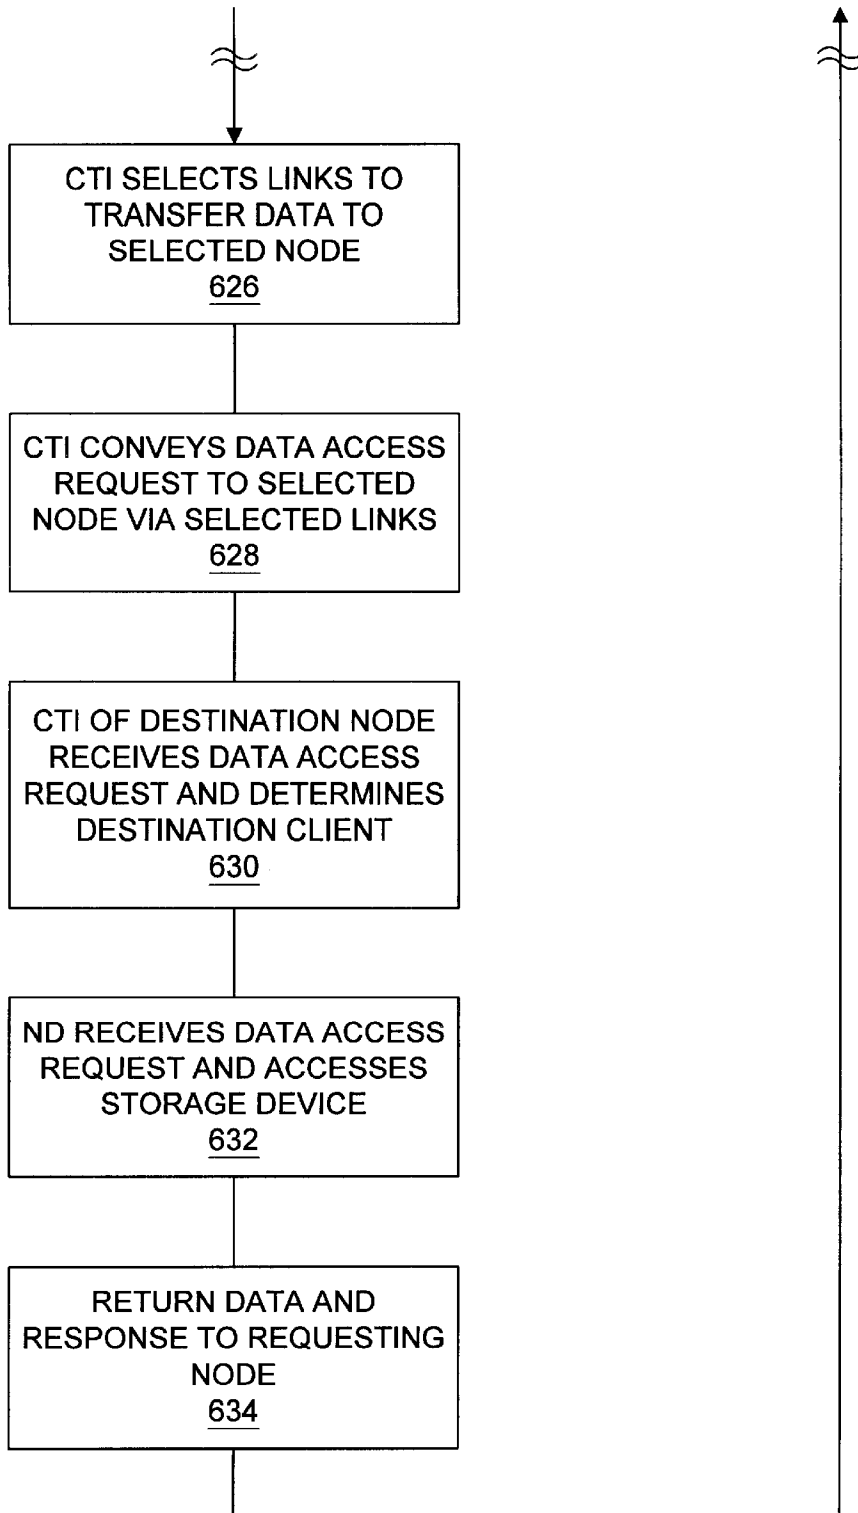 CTI SELECTS LINKS TO
TRANSFER DATA TO
SELECTED NODE
626
CTI CONVEYS DATA ACCESS
REQUEST TO SELECTED
NODE VIA SELECTED LINKS
628
CTI OF DESTINATION NODE
RECEIVES DATA ACCESS
REQUEST AND DETERMINES
DESTINATION CLIENT
630
ND RECEIVES DATA ACCESS
REQUEST AND ACCESSES
STORAGE DEVICE
632
RETURN DATA AND
RESPONSE TO REQUESTING
NODE
634